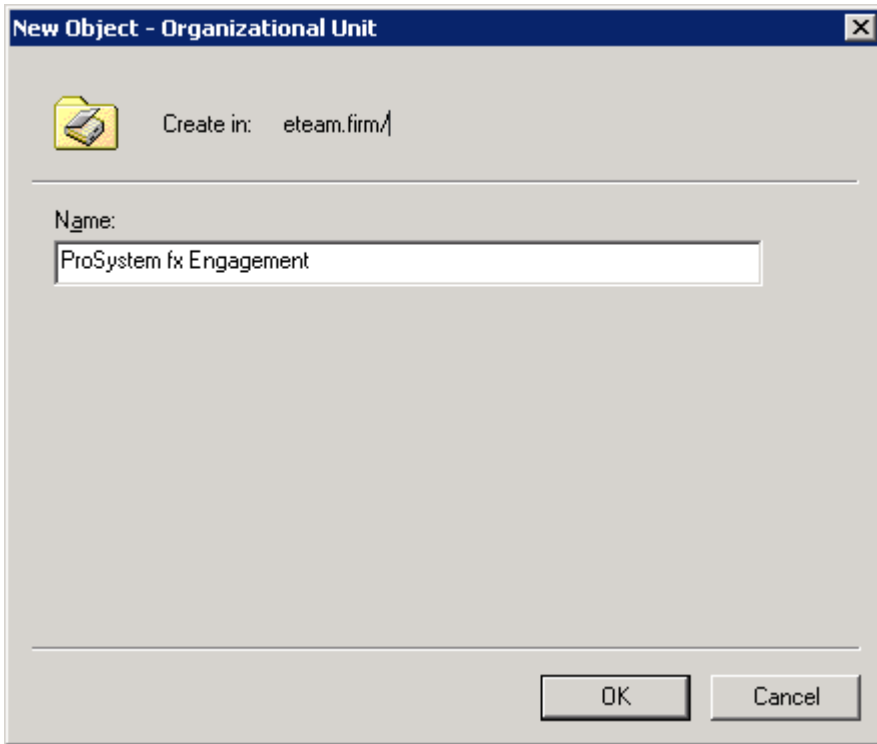 New Object - Organizational Unit
Create in: eteam.firm/
Name:
ProSystem fx Engagement
OK Cancel